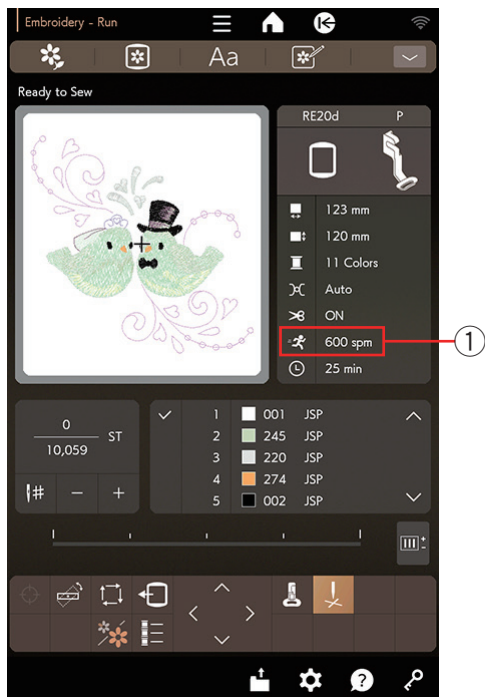 Embroidery - Run
Aa
Ready to Sew
RE20d P
123 mm
120 mm
11 Colors
Auto
ON
600 spm
1
25 min
0
10,059
ST
1 001 JSP
2 245 JSP
3 220 JSP
4 274 JSP
5 002 JSP
#
- +
?